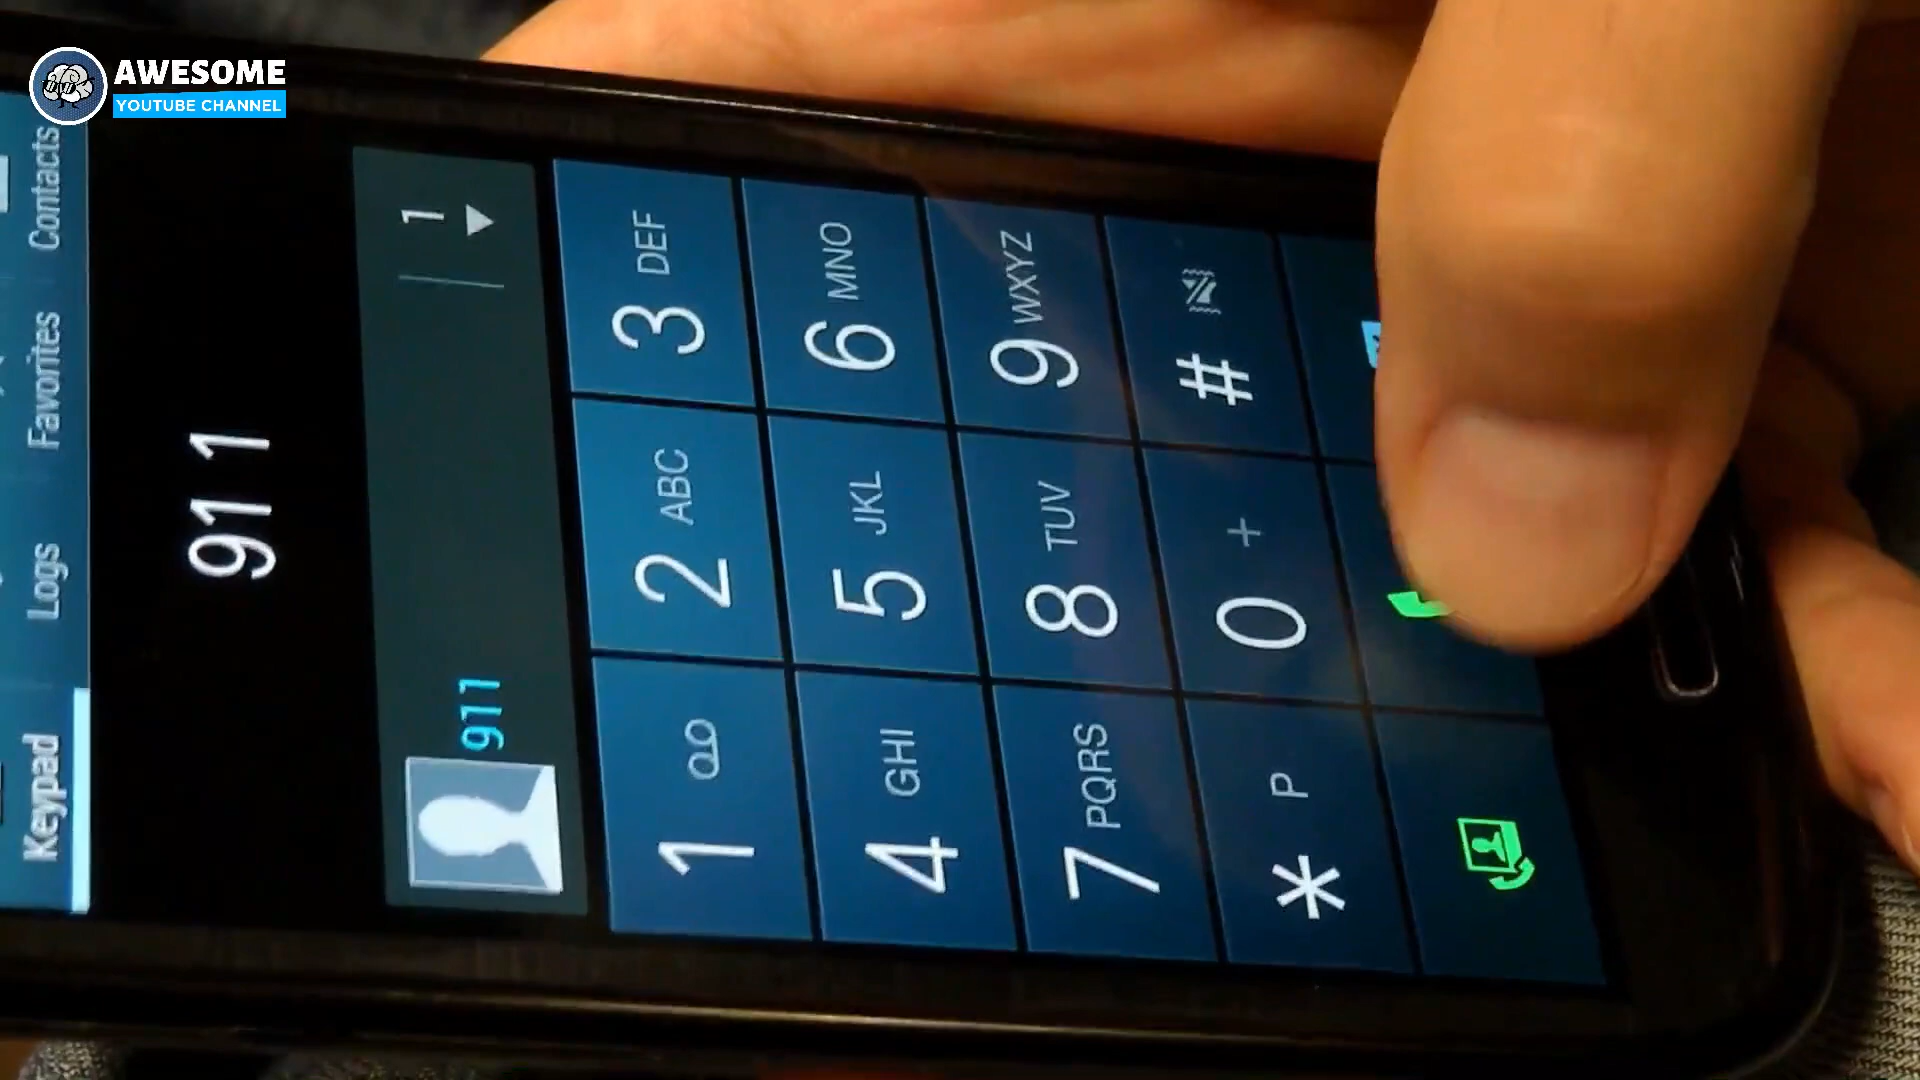 AWESOME
YOUTUBE CHANNEL
Keypad
Logs
Favorites
Contacts
911
911
1
1
2 ABC
3 DEF
4 GHI
5 JKL
6 MNO
7 PQRS
8 TUV
9 WXYZ
* P
0 +
#